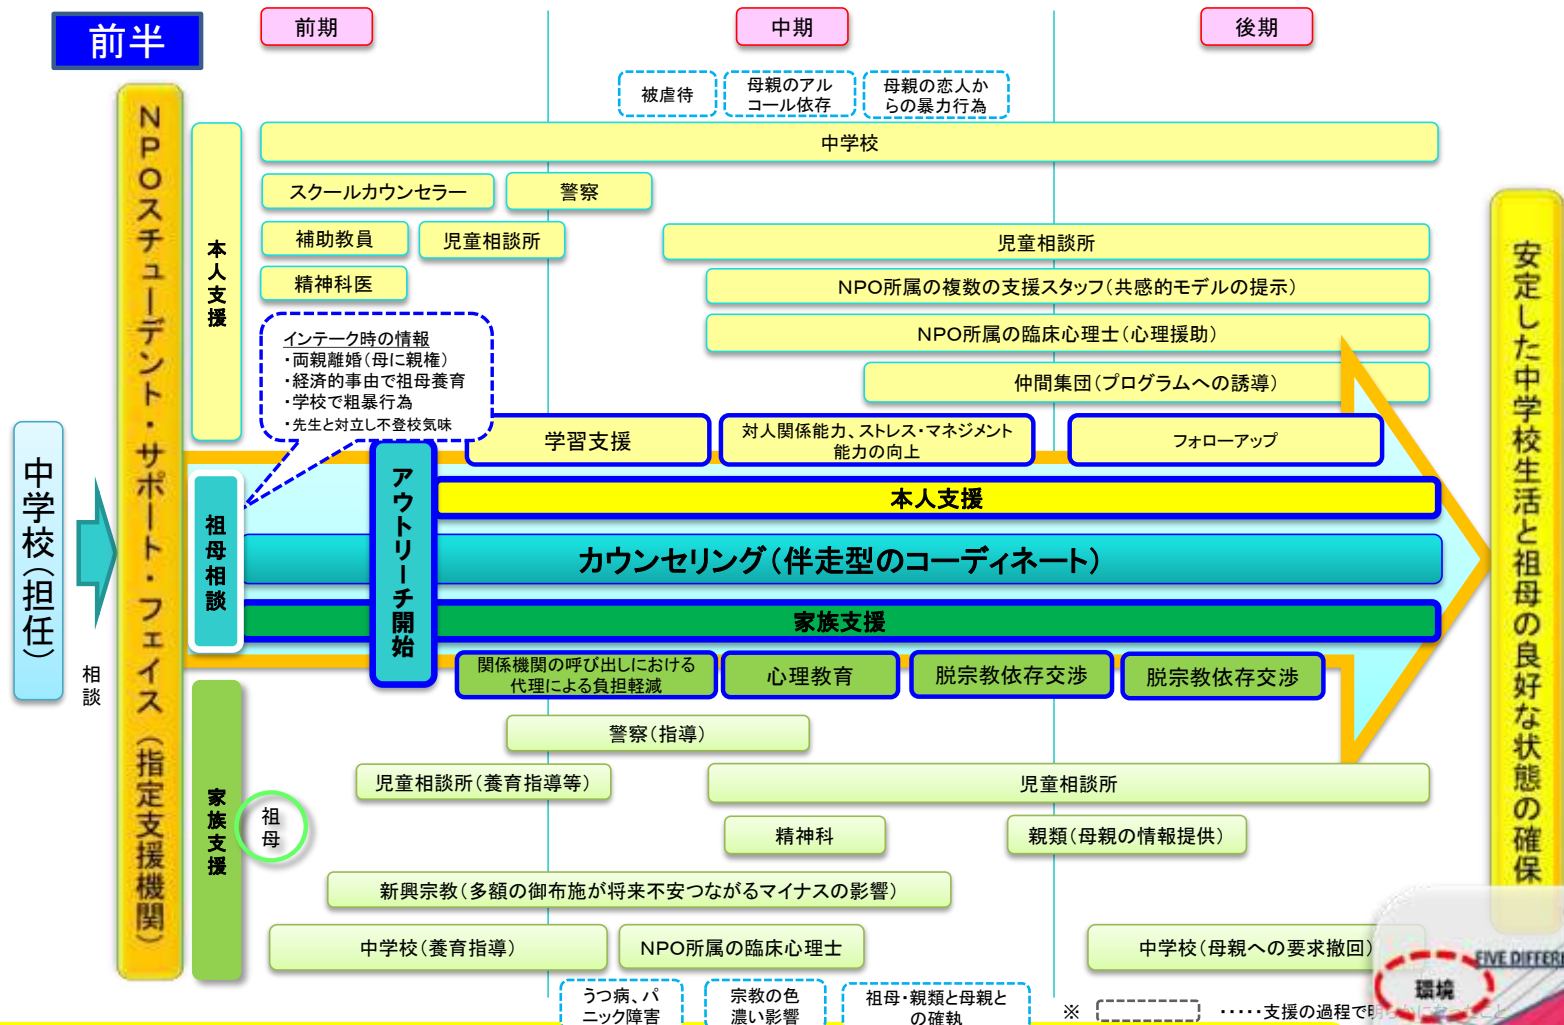 前半
前期
中期
後期
被虐待
母親のアル
コール依存
母親の恋人か
らの暴力行為
中学校
スクールカウンセラー
警察
補助教員
児童相談所
児童相談所
精神科医
NPO所属の複数の支援スタッフ(共感的モデルの提示)
NPO所属の臨床心理士(心理援助)
仲間集団(プログラムへの誘導)
本人支援
インテーク時の情報
・両親離婚(母に親権)
・経済的事由で祖母養育
・学校で粗暴行為
・先生と対立し不登校気味
学習支援
対人関係能力、ストレス・マネジメント
能力の向上
フォローアップ
中学校(担任)
相談
NPOスチューデント・サポート・フェイス(指定支援機関)
祖母相談
アウトリーチ開始
本人支援
カウンセリング(伴走型のコーディネート)
家族支援
関係機関の呼び出しにおける
代理による負担軽減
心理教育
脱宗教依存交渉
脱宗教依存交渉
安定した中学校生活と祖母の良好な状態の確保
家族支援
祖母
警察(指導)
児童相談所(養育指導等)
児童相談所
精神科
親類(母親の情報提供)
新興宗教(多額の御布施が将来不安つながるマイナスの影響)
中学校(養育指導)
NPO所属の臨床心理士
中学校(母親への要求撤回)
うつ病、パ
ニック障害
宗教の色
濃い影響
祖母・親類と母親と
の確執
※ ・・・・・支援の過程で明らかになったこと
FIVE DIFFERE
環境